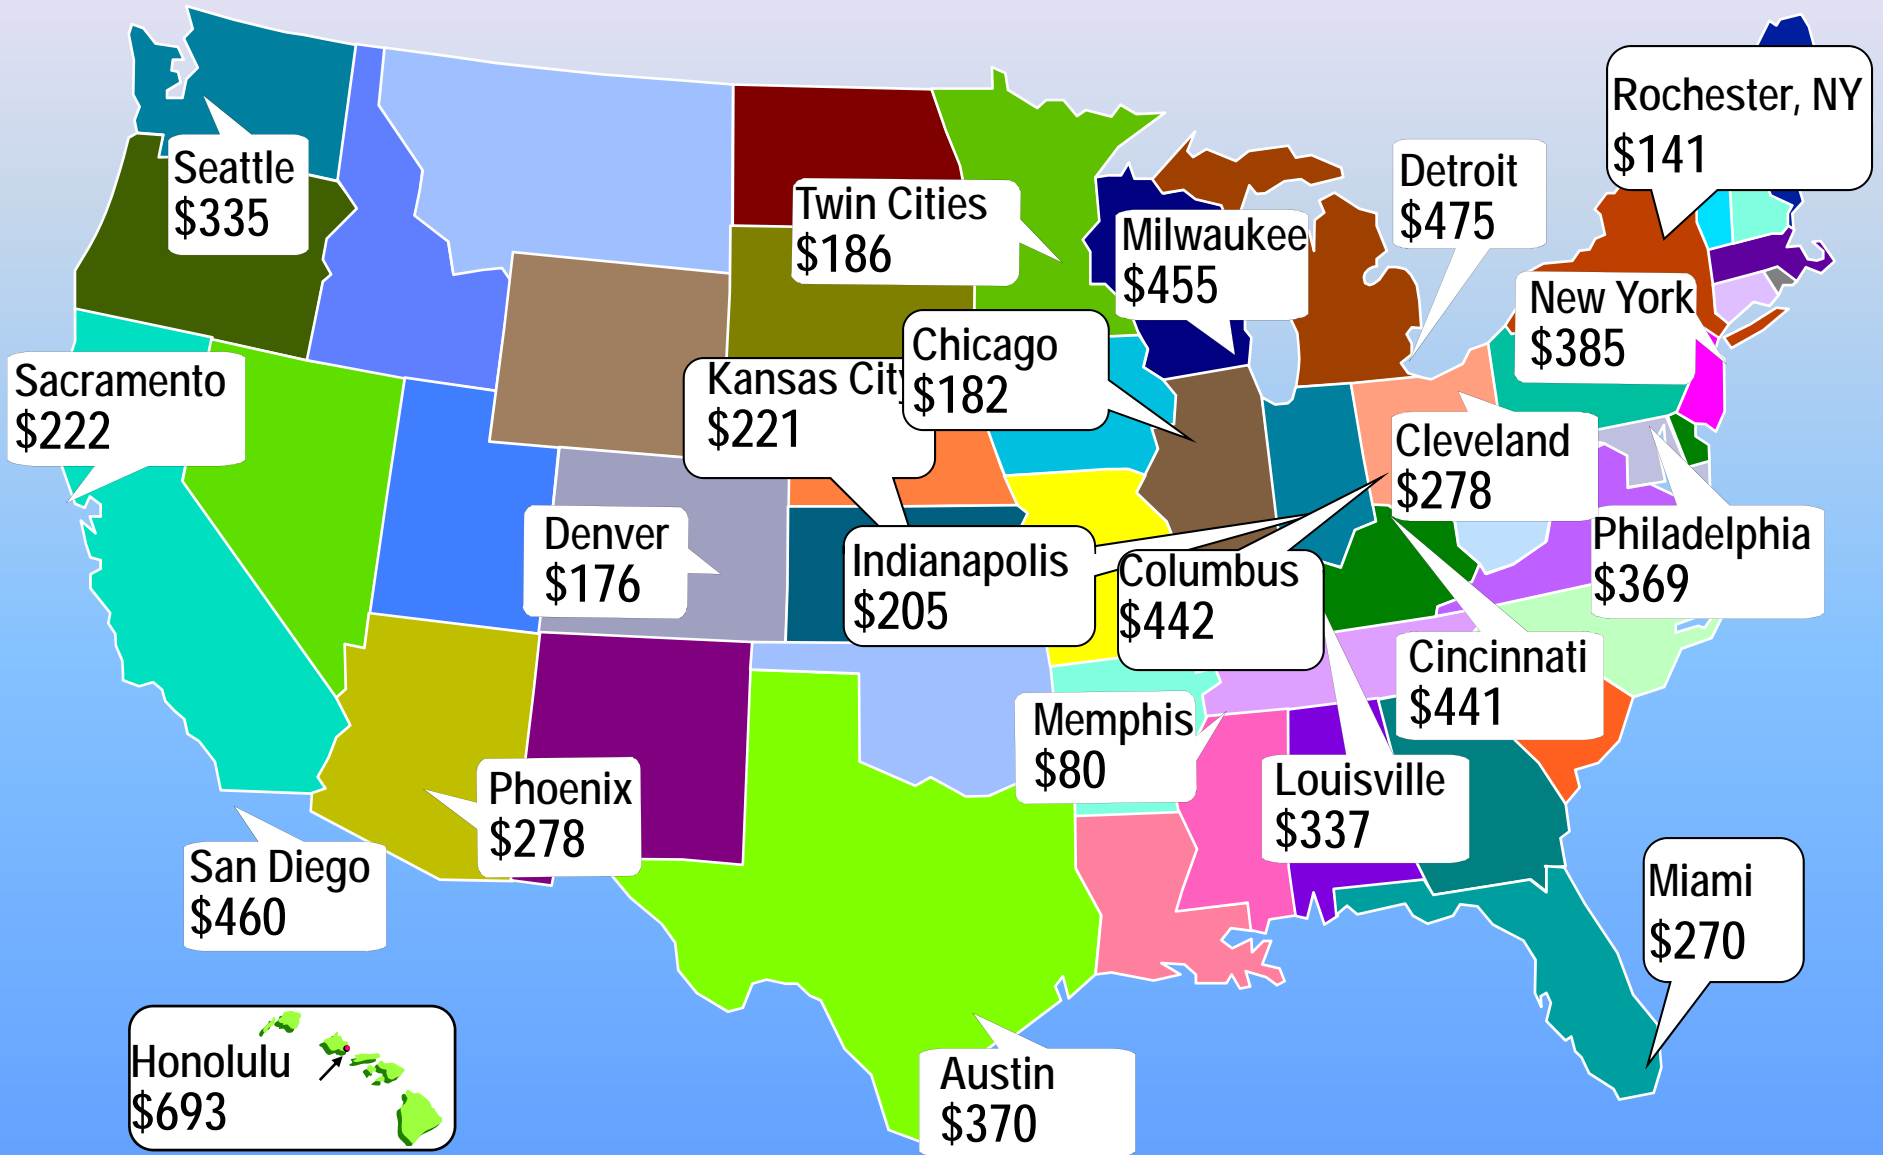 Rochester, NY
$141
Seattle
$335
Twin Cities
$186
Detroit
$475
Milwaukee
$455
New York
$385
Sacramento
$222
Kansas City
$221
Chicago
$182
Cleveland
$278
Denver
$176
Indianapolis
$205
Columbus
$442
Philadelphia
$369
Cincinnati
$441
Memphis
$80
Louisville
$337
Phoenix
$278
San Diego
$460
Miami
$270
Honolulu
$693
Austin
$370